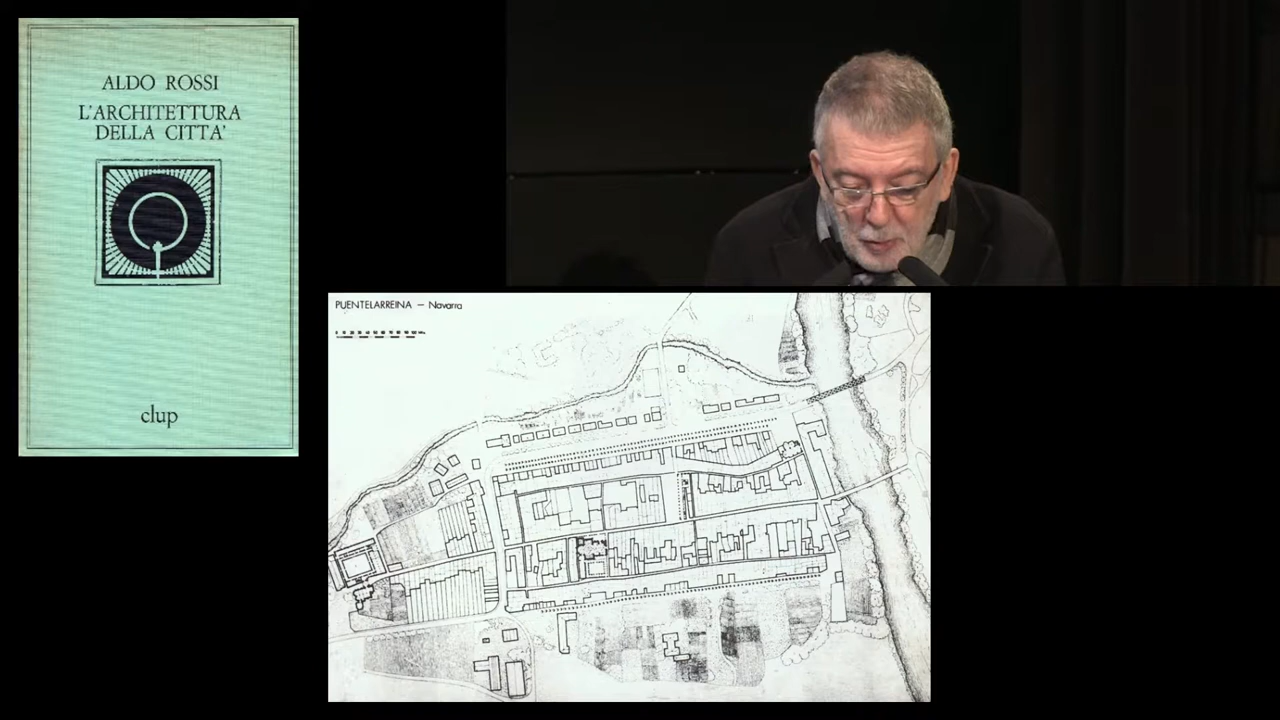 ALDO ROSSI
L'ARCHITETTURA
DELLA CITTA'
clup
PUENTELARREINA — Navarra